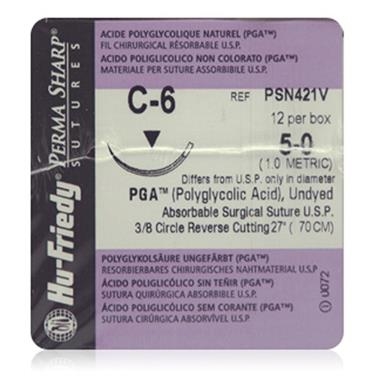 Hu-Friedy
PERMA SHARP®
SUTURES
ACIDE POLYGLYCOLIQUE NATUREL (PGA™)
FIL CHIRURGICAL RÉSORBABLE U.S.P.
ACIDO POLIGLICOLICO NON COLORATO (PGA™)
MATERIALE PER SUTURE ASSORBIBILE U.S.P.
C-6
REF PSN421V
12 per box
5-0
(1.0 METRIC)
Differs from U.S.P. only in diameter
PGA™ (Polyglycolic Acid), Undyed
Absorbable Surgical Suture U.S.P.
3/8 Circle Reverse Cutting 27" (70CM)
POLYGLYKOLSÄURE UNGEFÄRBT (PGA™)
RESORBIERBARES CHIRURGISCHES NAHTMATERIAL U.S.P.
ÁCIDO POLIGLICÓLICO SIN TEÑIR (PGA™)
SUTURA QUIRÚRGICA ABSORBIBLE U.S.P.
ÁCIDO POLIGLICÓLICO SEM CORANTE (PGA™)
SUTURA CIRÚRGICA ABSORVÍVEL U.S.P.
0072